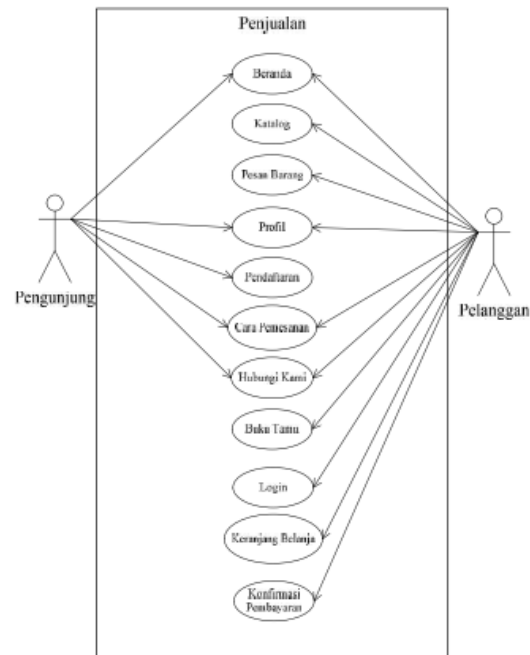 Penjualan
Beranda
Katalog
Pesan Barang
Profil
Pendaftaran
Cara Pemesanan
Hubungi Kami
Buku Tamu
Login
Keranjang Belanja
Konfirmasi
Pembayaran
Pengunjung
Pelanggan